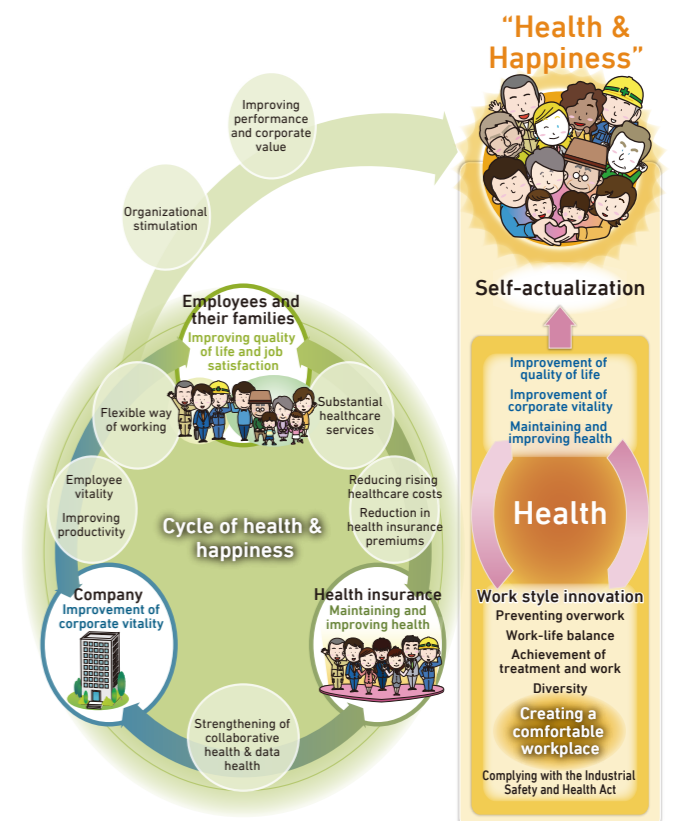 “Health &
Happiness”
Improving
performance
and corporate
value
Organizational
stimulation
Employees and
their families
Improving quality
of life and job
satisfaction
Flexible way
of working
Substantial
healthcare
services
Employee
vitality
Improving
productivity
Reducing rising
healthcare costs
Reduction in
health insurance
premiums
Cycle of health &
happiness
Company
Improvement of
corporate vitality
Health insurance
Maintaining and
improving health
Strengthening of
collaborative
health & data
health
Self-actualization
Improvement of
quality of life
Improvement of
corporate vitality
Maintaining and
improving health
Health
Work style innovation
Preventing overwork
Work-life balance
Achievement of
treatment and work
Diversity
Creating a
comfortable
workplace
Complying with the Industrial
Safety and Health Act